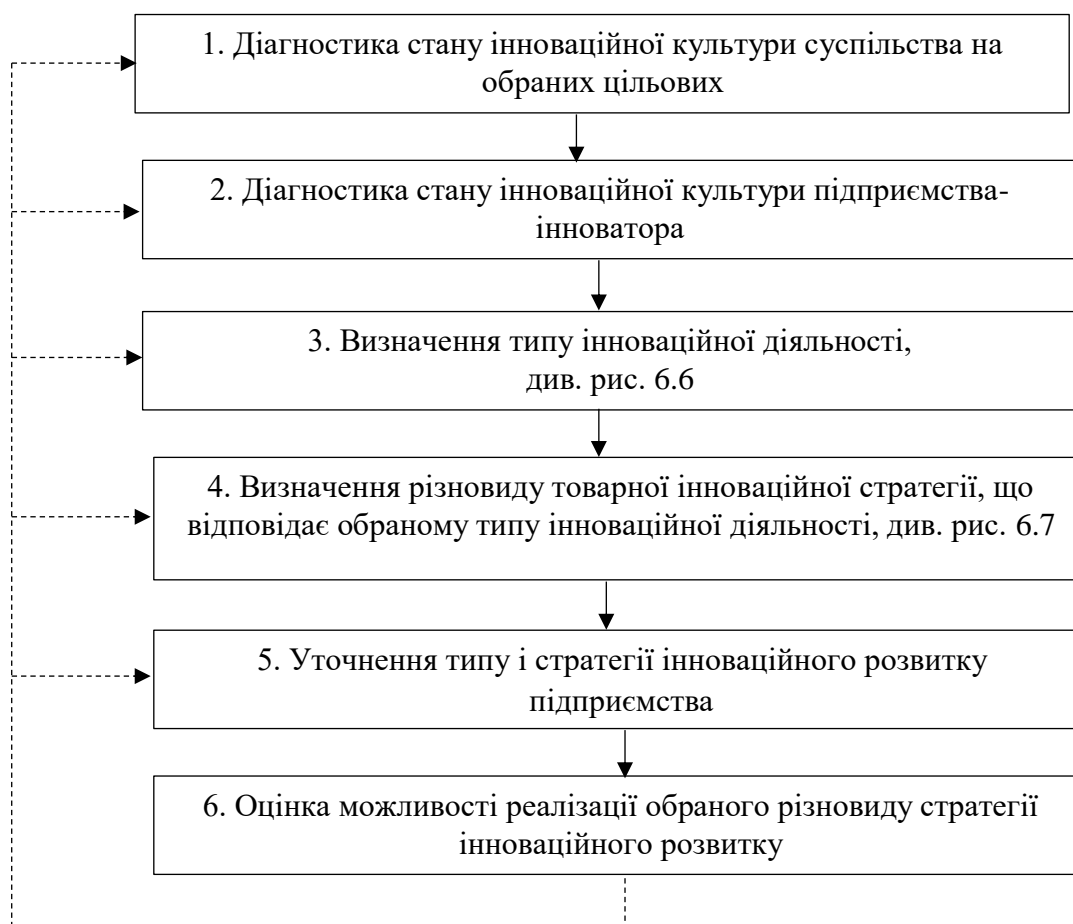 1. Діагностика стану інноваційної культури суспільства на
обраних цільових
2. Діагностика стану інноваційної культури підприємства-
інноватора
3. Визначення типу інноваційної діяльності,
див. рис. 6.6
4. Визначення різновиду товарної інноваційної стратегії, що
відповідає обраному типу інноваційної діяльності, див. рис. 6.7
5. Уточнення типу і стратегії інноваційного розвитку
підприємства
6. Оцінка можливості реалізації обраного різновиду стратегії
інноваційного розвитку